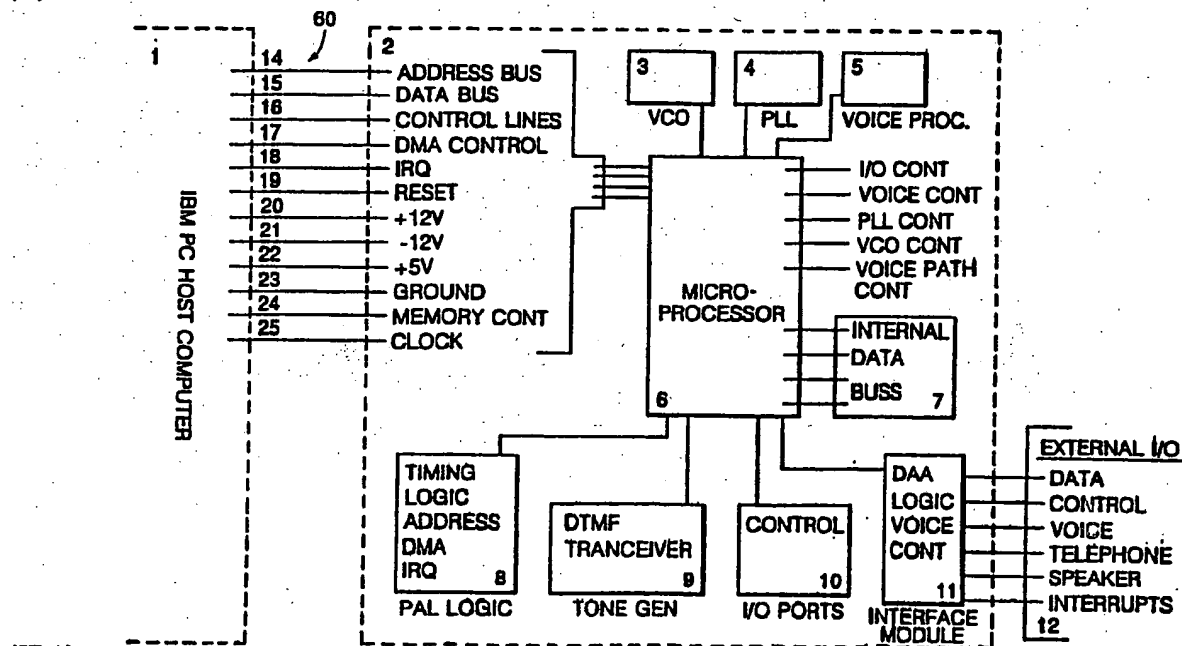 60
1
IBM PC HOST COMPUTER
14
15
16
17
18
19
20
21
22
23
24
25
2
ADDRESS BUS
DATA BUS
CONTROL LINES
DMA CONTROL
IRQ
RESET
+12V
-12V
+5V
GROUND
MEMORY CONT
CLOCK
3
VCO
4
PLL
5
VOICE PROC.
MICRO-
PROCESSOR
6
I/O CONT
VOICE CONT
PLL CONT
VCO CONT
VOICE PATH
CONT
INTERNAL
DATA
BUSS
7
TIMING
LOGIC
ADDRESS
DMA
IRQ
8
PAL LOGIC
DTMF
TRANCEIVER
9
TONE GEN
CONTROL
10
I/O PORTS
DAA
LOGIC
VOICE
CONT
11
INTERFACE
MODULE
EXTERNAL I/O
DATA
CONTROL
VOICE
TELEPHONE
SPEAKER
INTERRUPTS
12